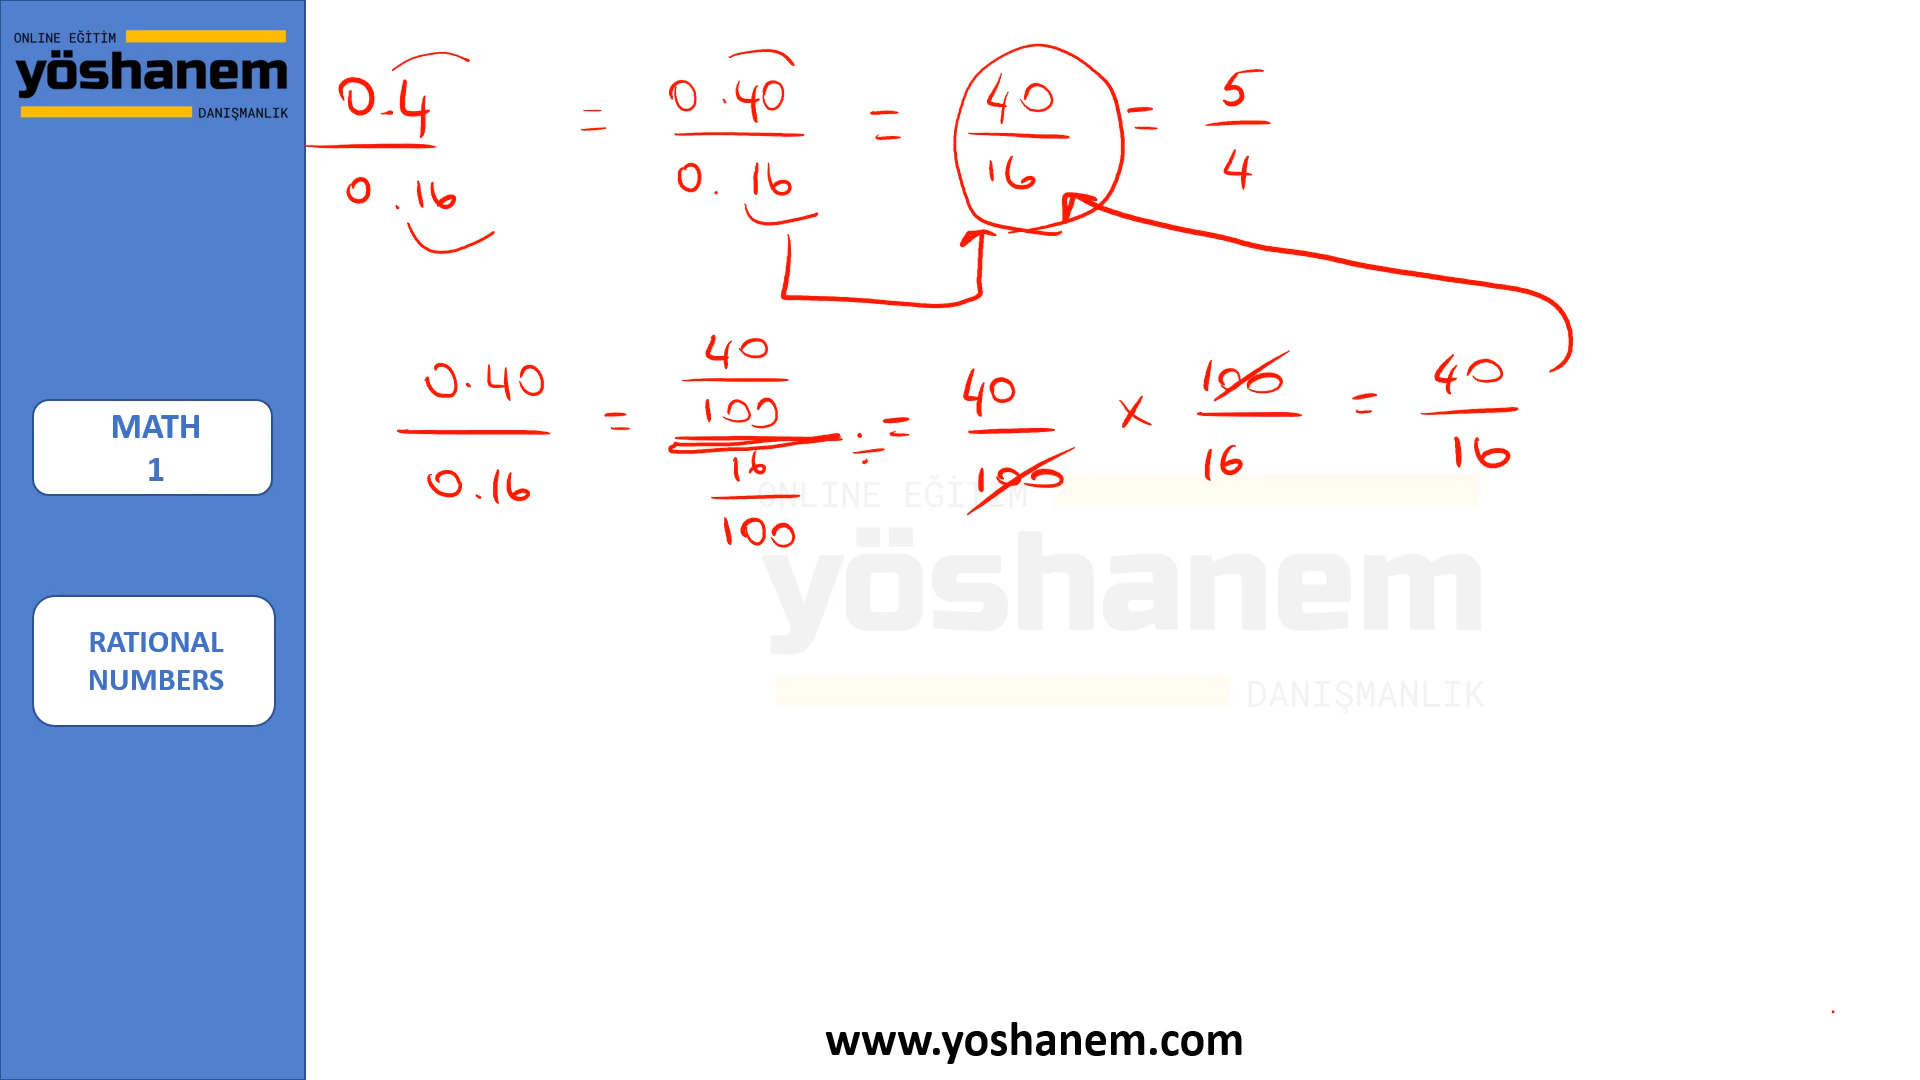 ONLINE EĞİTİM
yöshanem
DANIŞMANLIK
0.4 / 0.16 = 0.40 / 0.16 = 40 / 16 = 5 / 4
0.40 / 0.16 = 40/100 / 16/100 ÷ = 40 / 100 × 100 / 16 = 40 / 16
MATH
1
ONLINE EĞİTİM
yöshanem
DANIŞMANLIK
RATIONAL
NUMBERS
www.yoshanem.com